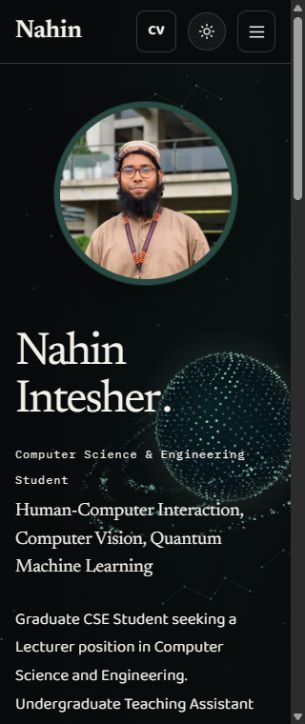 Nahin
CV
Nahin
Intesher.
Computer Science & Engineering
Student
Human-Computer Interaction,
Computer Vision, Quantum
Machine Learning
Graduate CSE Student seeking a
Lecturer position in Computer
Science and Engineering.
Undergraduate Teaching Assistant